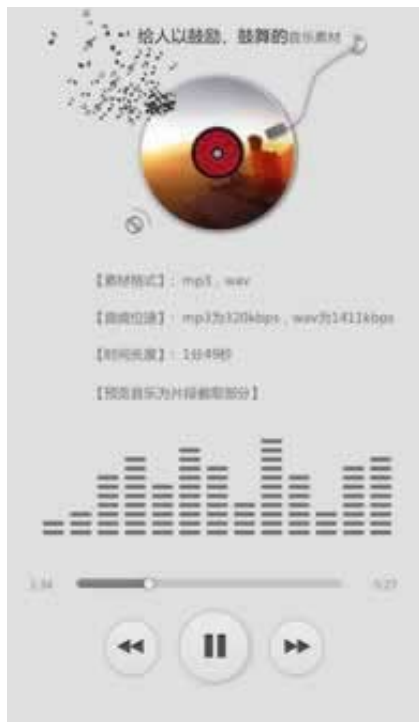 给人以鼓励、鼓舞的音乐素材
【素材格式】：mp3，wav
【音频位速】：mp3为320kbps，wav为1411kbps
【时间长度】：1分49秒
【预览音乐为片段截取部分】